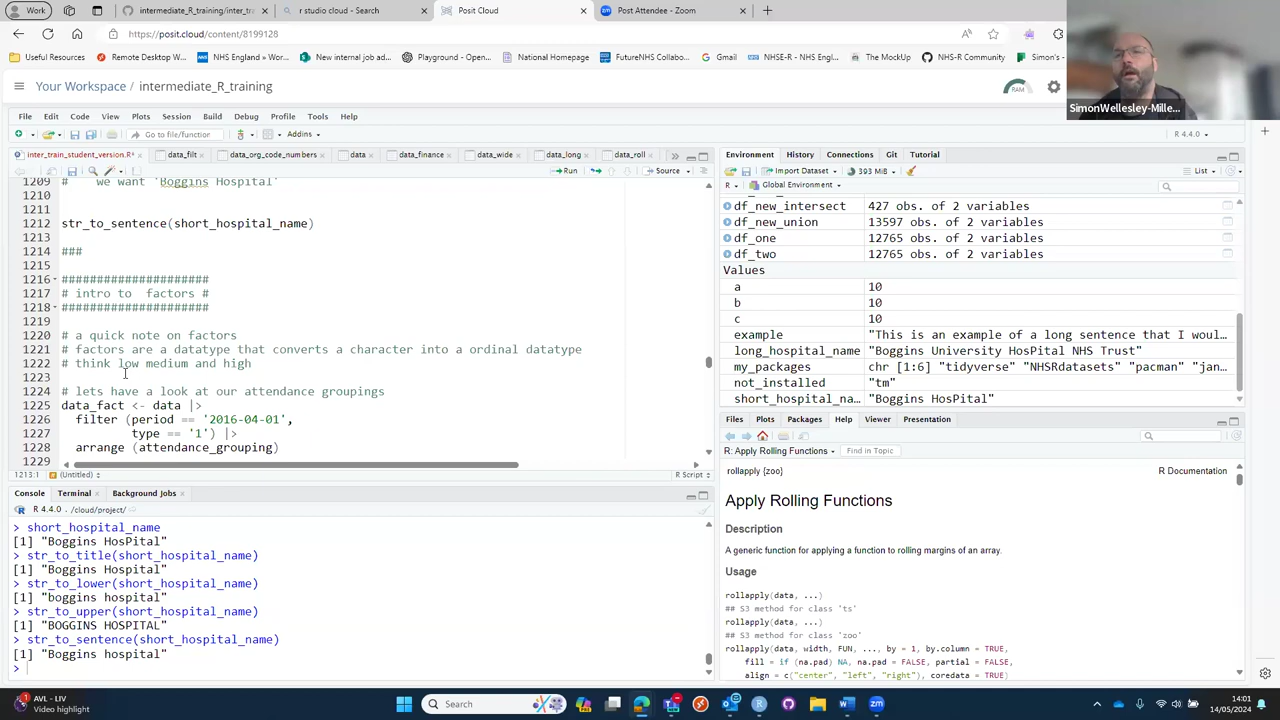 Work
intermediate_R_training/inter_tr
r studio cloud - Search
Posit Cloud
Post Attendee - Zoom
https://posit.cloud/content/8199128
Useful Resources
Remote Desktop W...
NHS England > Wor...
New internal job ad...
Playground - Open...
National Homepage
FutureNHS Collabo...
Gmail
NHSE-R - NHS Engl...
The MockUp
NHS-R Community
Simon's -
Your Workspace / intermediate_R_training
RAM
SimonWellesley-Mille...
File Edit Code View Plots Session Build Debug Profile Tools Help
Go to file/function
Addins
R 4.4.0
inter_train_student_version.R*
data_filt
data_org_code_numbers
data
data_finance
data_wide
data_long
data_roll
Run
Source
1209 # we want 'Boggins Hospital'
1210
1211
1212 str_to_sentence(short_hospital_name)
1213
1214 ###
1215
1216 #####################
1217 # intro to factors #
1218 #####################
1219
1220 # a quick note on factors
1221 # factors are a datatype that converts a character into a ordinal datatype
1222 # think low medium and high
1223
1224 # lets have a look at our attendance groupings
1225 data_fact <- data |>
1226 filter (period == '2016-04-01',
1227 type == '1') |>
1228 arrange (attendance_grouping)
1229
1213:1
(Untitled)
R Script
Console Terminal Background Jobs
R 4.4.0 · /cloud/project/
> short_hospital_name
[1] "Boggins HosPital"
> str_to_title(short_hospital_name)
[1] "Boggins Hospital"
> str_to_lower(short_hospital_name)
[1] "boggins hospital"
> str_to_upper(short_hospital_name)
[1] "BOGGINS HOSPITAL"
> str_to_sentence(short_hospital_name)
[1] "Boggins hospital"
>
Environment History Connections Git Tutorial
Import Dataset
393 MiB
List
R
Global Environment
df_new_intersect 427 obs. of 2 variables
df_new_union 13597 obs. of 2 variables
df_one 12765 obs. of 2 variables
df_two 12765 obs. of 2 variables
Values
a 10
b 10
c 10
example "This is an example of a long sentence that I woul...
long_hospital_name "Boggins University HosPital NHS Trust"
my_packages chr [1:6] "tidyverse" "NHSRdatasets" "pacman" "jan...
not_installed "tm"
short_hospital_na... "Boggins HosPital"
Files Plots Packages Help Viewer Presentation
R: Apply Rolling Functions
Find in Topic
rollapply {zoo}
R Documentation
Apply Rolling Functions
Description
A generic function for applying a function to rolling margins of an array.
Usage
rollapply(data, ...)
## S3 method for class 'ts'
rollapply(data, ...)
## S3 method for class 'zoo'
rollapply(data, width, FUN, ..., by = 1, by.column = TRUE,
fill = if (na.pad) NA, na.pad = FALSE, partial = FALSE,
align = c("center", "left", "right"), coredata = TRUE)
AVL - LIV
Video highlight
Search
14:01
14/05/2024